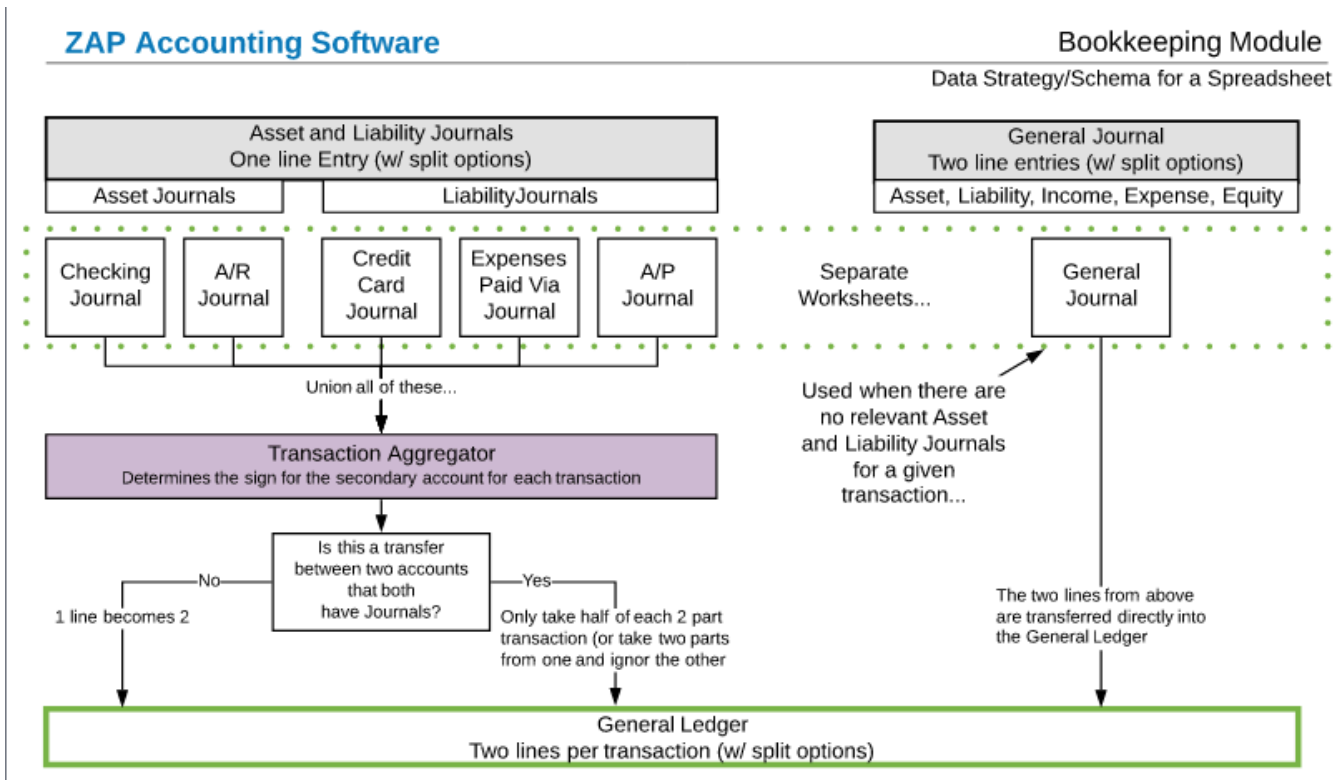 ZAP Accounting Software
Bookkeeping Module
Data Strategy/Schema for a Spreadsheet
Asset and Liability Journals
One line Entry (w/ split options)
Asset Journals
LiabilityJournals
General Journal
Two line entries (w/ split options)
Asset, Liability, Income, Expense, Equity
Checking
Journal
A/R
Journal
Credit
Card
Journal
Expenses
Paid Via
Journal
A/P
Journal
Separate
Worksheets...
General
Journal
Union all of these...
Used when there are
no relevant Asset
and Liability Journals
for a given
transaction...
Transaction Aggregator
Determines the sign for the secondary account for each transaction
Is this a transfer
between two accounts
that both
have Journals?
No
Yes
1 line becomes 2
Only take half of each 2 part
transaction (or take two parts
from one and ignor the other
The two lines from above
are transferred directly into
the General Ledger
General Ledger
Two lines per transaction (w/ split options)